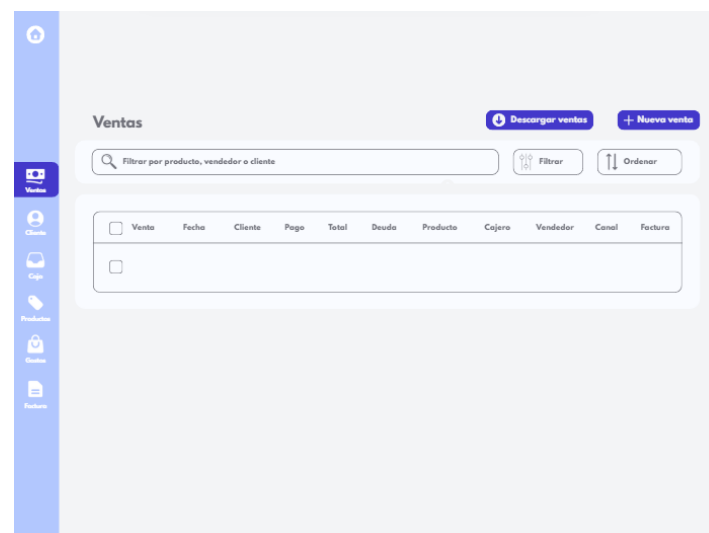 Ventas
Descargar ventas
Nueva venta
Filtrar por producto, vendedor o cliente
Filtrar
Ordenar
Venta Fecha Cliente Pago Total Deuda Producto Cajero Vendedor Canal Factura
Ventas
Cliente
Caja
Productos
Gastos
Factura